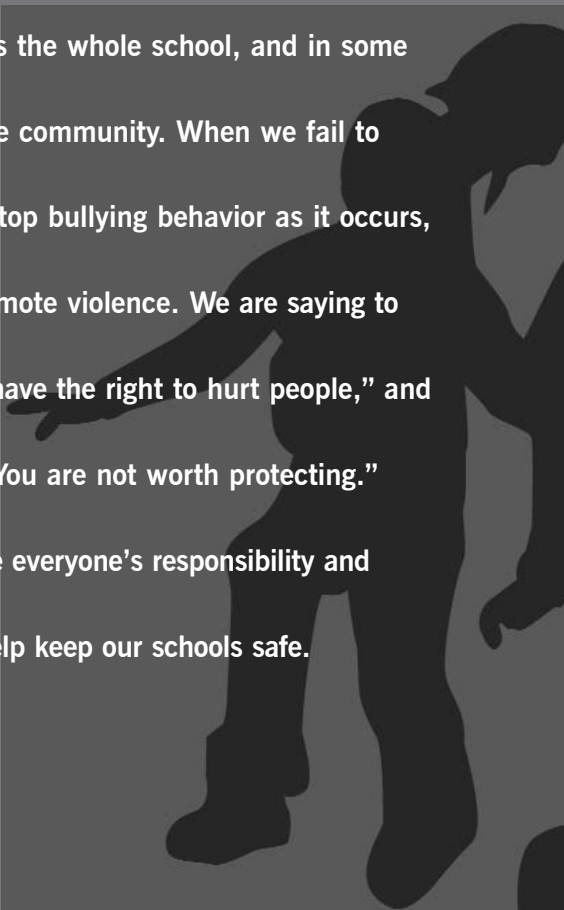 s the whole school, and in some
e community. When we fail to
top bullying behavior as it occurs,
mote violence. We are saying to
have the right to hurt people,” and
You are not worth protecting.”
e everyone’s responsibility and
elp keep our schools safe.